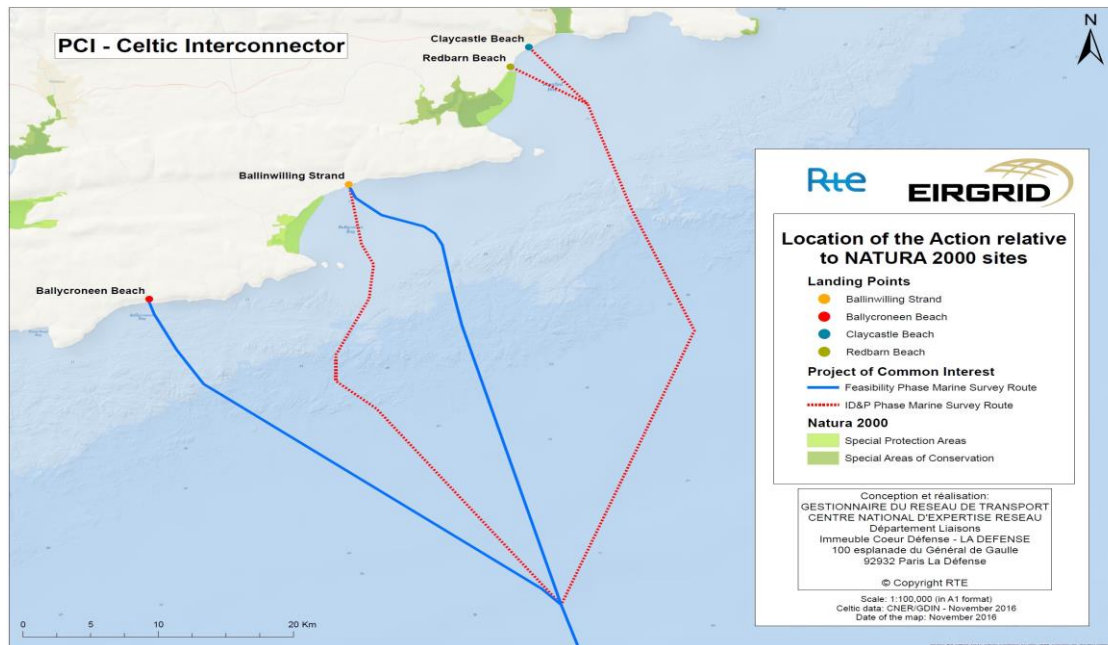 PCI - Celtic Interconnector
Claycastle Beach
Redbarn Beach
Ballinwilling Strand
Ballycroneen Beach
N
Rte
EIRGRID
Location of the Action relative
to NATURA 2000 sites
Landing Points
Ballinwilling Strand
Ballycroneen Beach
Claycastle Beach
Redbarn Beach
Project of Common Interest
Feasibility Phase Marine Survey Route
ID&P Phase Marine Survey Route
Natura 2000
Special Protection Areas
Special Areas of Conservation
Conception et réalisation:
GESTIONNAIRE DU RESEAU DE TRANSPORT
CENTRE NATIONAL D'EXPERTISE RESEAU
Département Liaisons
Immeuble Coeur Défense - LA DEFENSE
100 esplanade du Général de Gaulle
92932 Paris La Défense
© Copyright RTE
Scale: 1:100,000 (in A1 format)
Celtic data: CNER/GDIN - November 2016
Date of the map: November 2016
0 5 10 20 Km